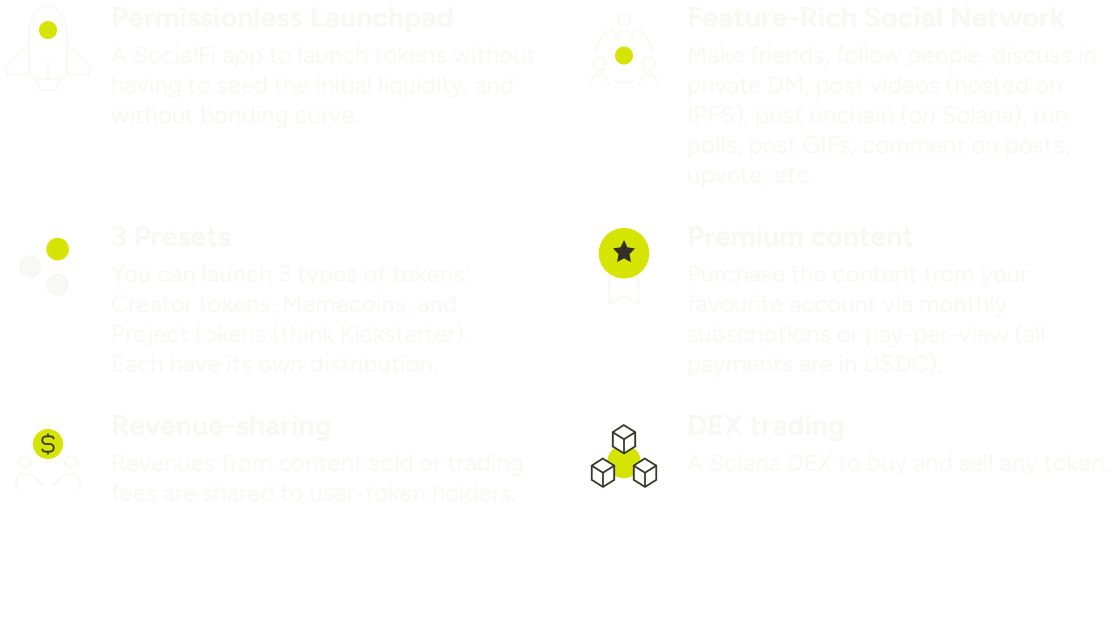 Permissionless Launchpad
A SocialFi app to launch tokens without
having to seed the initial liquidity, and
without bonding curve.
Feature-Rich Social Network
Make friends, follow people, discuss in
private DM, post videos (hosted on
IPFS), post onchain (on Solana), run
polls, post GIFs, comment on posts,
upvote, etc.
3 Presets
You can launch 3 types of tokens:
Creator tokens, Memecoins, and
Project tokens (think Kickstarter).
Each have its own distribution.
Premium content
Purchase the content from your
favourite account via monthly
subscriptions or pay-per-view (all
payments are in USDC).
$
Revenue-sharing
Revenues from content sold or trading
fees are shared to user-token holders.
DEX trading
A Solana DEX to buy and sell any token.